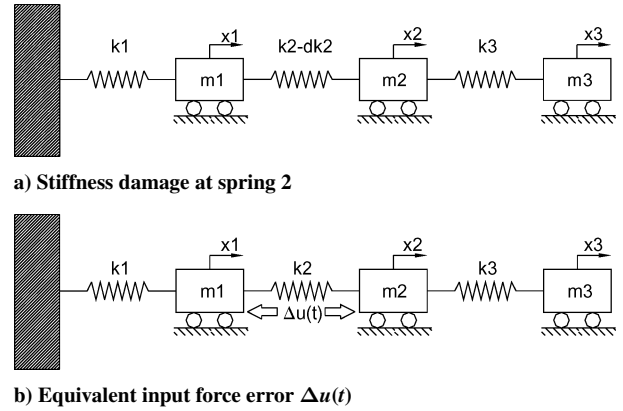 x1 x2 x3
k1 k2-dk2 k3
m1 m2 m3
a) Stiffness damage at spring 2
x1 x2 x3
k1 k2 k3
m1 m2 m3
Δu(t)
b) Equivalent input force error Δu(t)